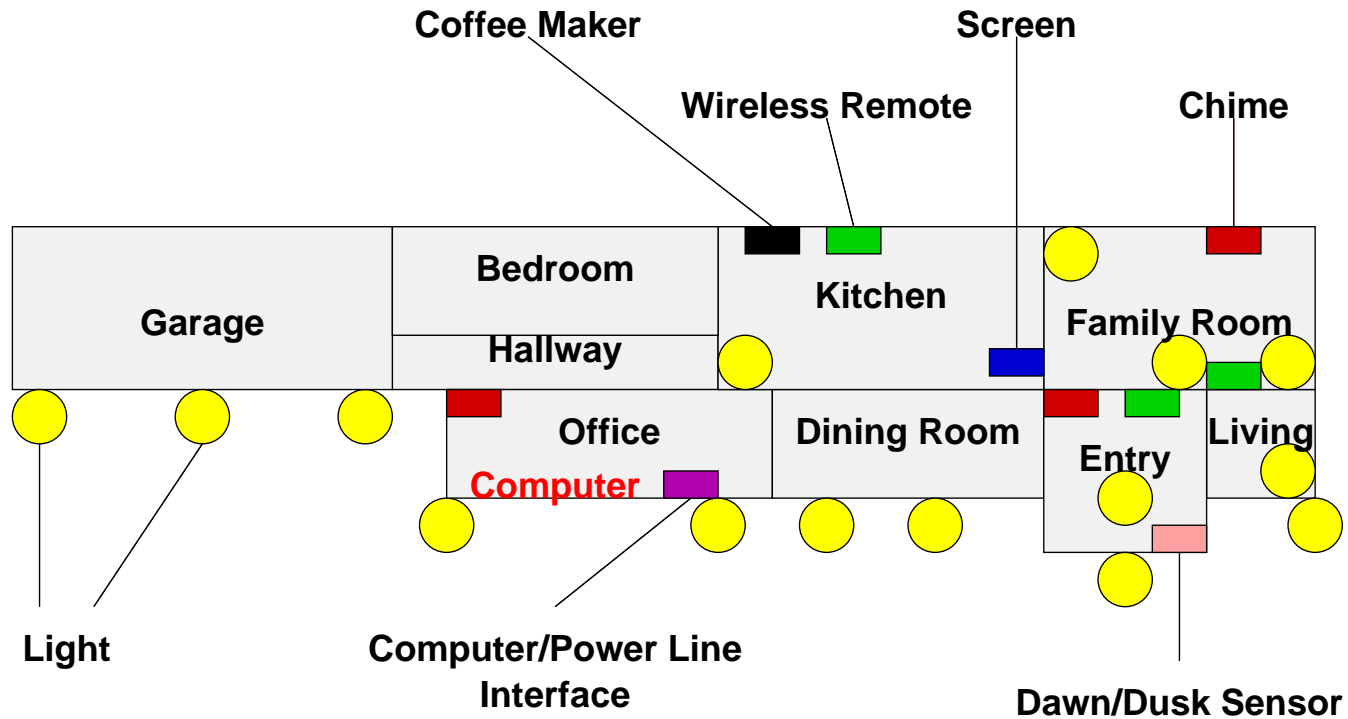 Coffee Maker
Screen
Wireless Remote
Chime
Bedroom
Kitchen
Garage
Family Room
Hallway
Office
Dining Room
Living
Entry
Computer
Light
Computer/Power Line
Interface
Dawn/Dusk Sensor